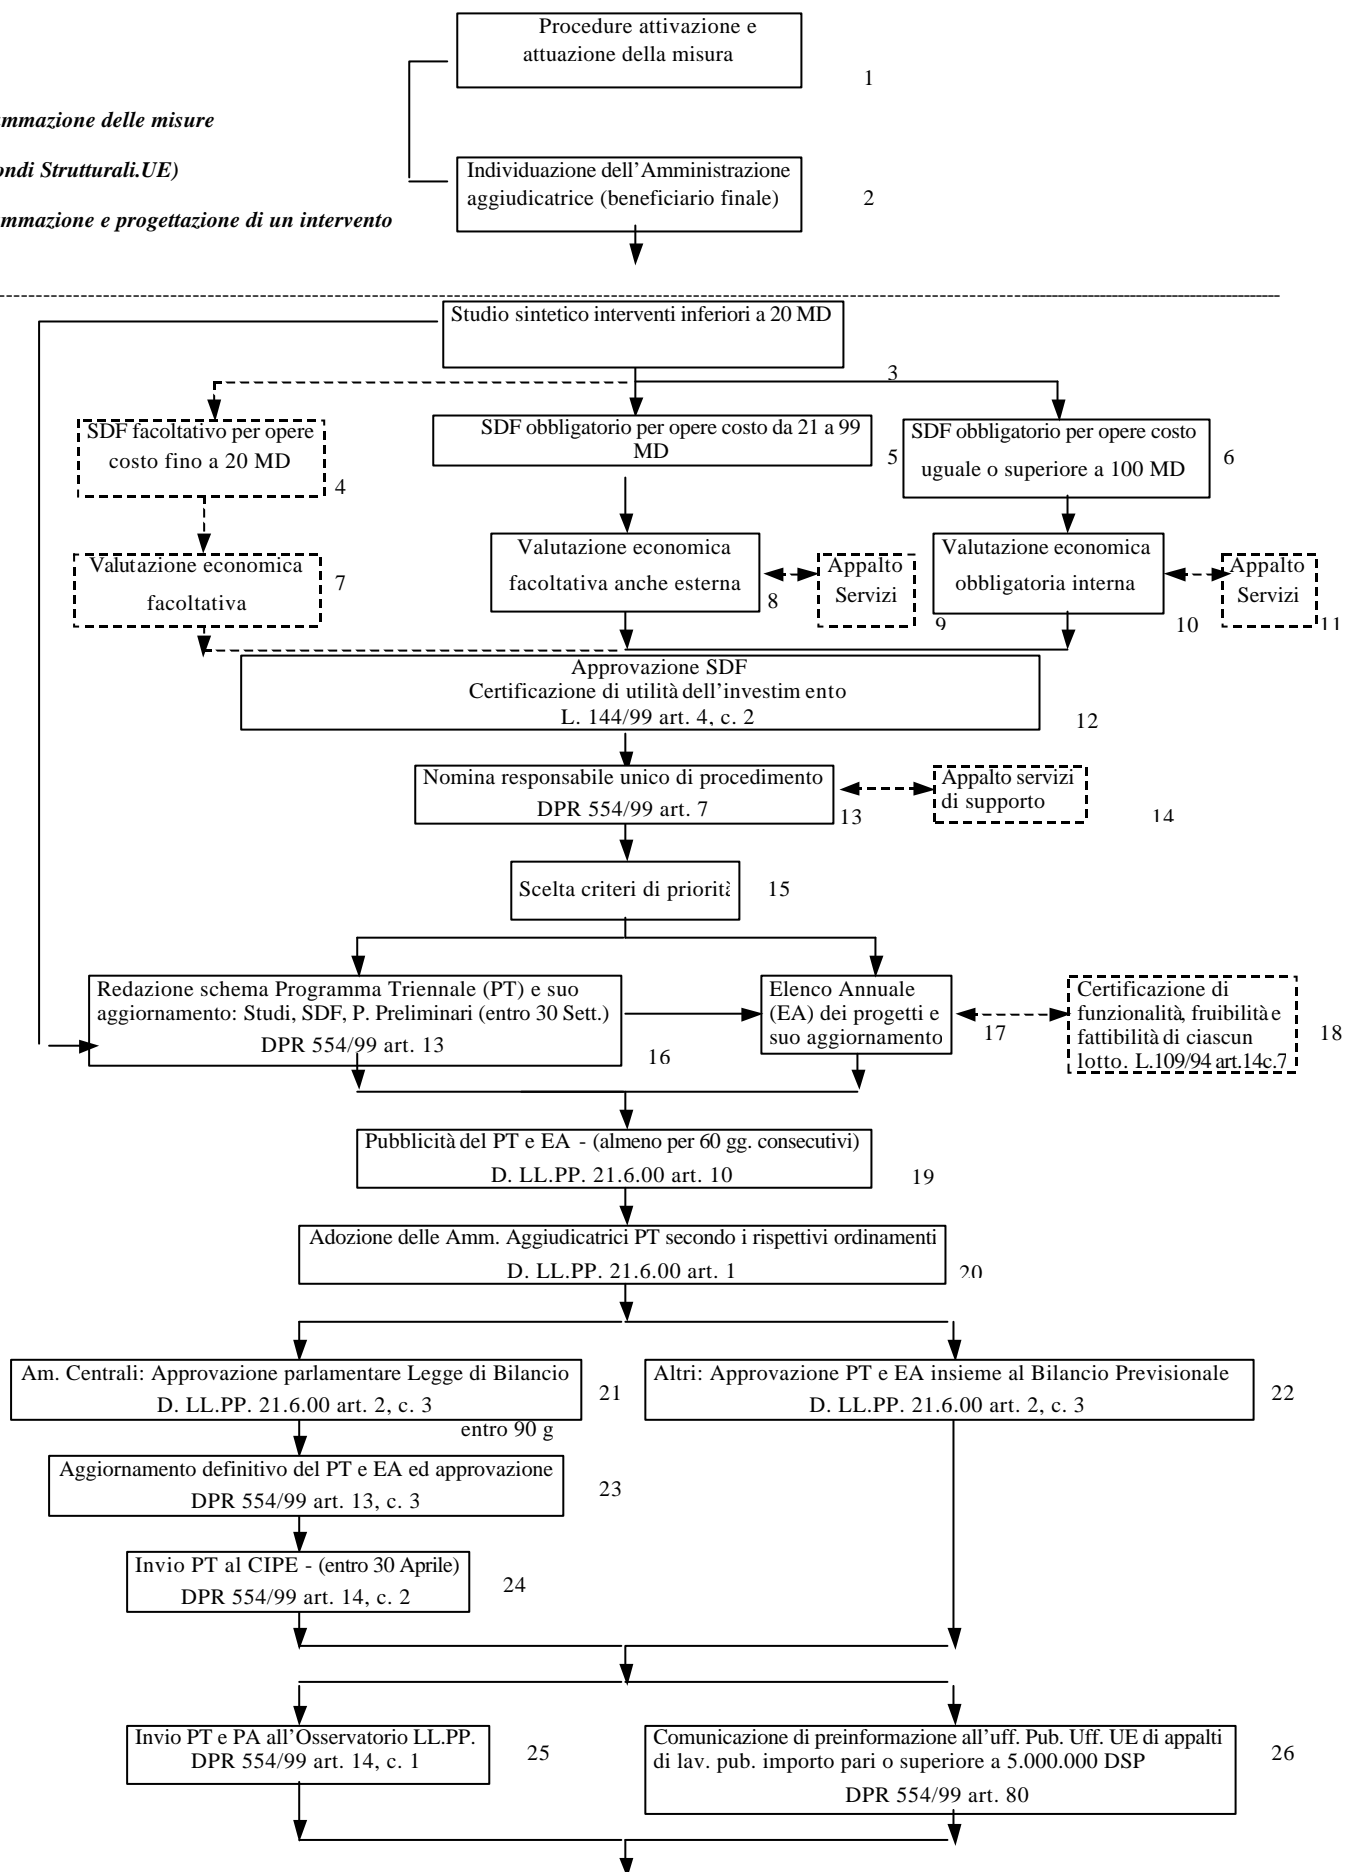 Procedure attivazione e
attuazione della misura
1
ammazione delle misure
ondi Strutturali.UE)
Individuazione dell'Amministrazione
aggiudicatrice (beneficiario finale)
2
mmazione e progettazione di un intervento
Studio sintetico interventi inferiori a 20 MD
3
SDF facoltativo per opere
costo fino a 20 MD
4
SDF obbligatorio per opere costo da 21 a 99
MD
5
SDF obbligatorio per opere costo
uguale o superiore a 100 MD
6
Valutazione economica
facoltativa
7
Valutazione economica
facoltativa anche esterna
8
Appalto
Servizi
9
Valutazione economica
obbligatoria interna
10
Appalto
Servizi
11
Approvazione SDF
Certificazione di utilità dell'investim ento
L. 144/99 art. 4, c. 2
12
Nomina responsabile unico di procedimento
DPR 554/99 art. 7
13
Appalto servizi
di supporto
14
Scelta criteri di priorità
15
Redazione schema Programma Triennale (PT) e suo
aggiornamento: Studi, SDF, P. Preliminari (entro 30 Sett.)
DPR 554/99 art. 13
16
Elenco Annuale
(EA) dei progetti e
suo aggiornamento
17
Certificazione di
funzionalità, fruibilità e
fattibilità di ciascun
lotto. L.109/94 art.14c.7
18
Pubblicità del PT e EA - (almeno per 60 gg. consecutivi)
D. LL.PP. 21.6.00 art. 10
19
Adozione delle Amm. Aggiudicatrici PT secondo i rispettivi ordinamenti
D. LL.PP. 21.6.00 art. 1
20
Am. Centrali: Approvazione parlamentare Legge di Bilancio
D. LL.PP. 21.6.00 art. 2, c. 3
21
Altri: Approvazione PT e EA insieme al Bilancio Previsionale
D. LL.PP. 21.6.00 art. 2, c. 3
22
entro 90 g
Aggiornamento definitivo del PT e EA ed approvazione
DPR 554/99 art. 13, c. 3
23
Invio PT al CIPE - (entro 30 Aprile)
DPR 554/99 art. 14, c. 2
24
Invio PT e PA all'Osservatorio LL.PP.
DPR 554/99 art. 14, c. 1
25
Comunicazione di preinformazione all'uff. Pub. Uff. UE di appalti
di lav. pub. importo pari o superiore a 5.000.000 DSP
DPR 554/99 art. 80
26